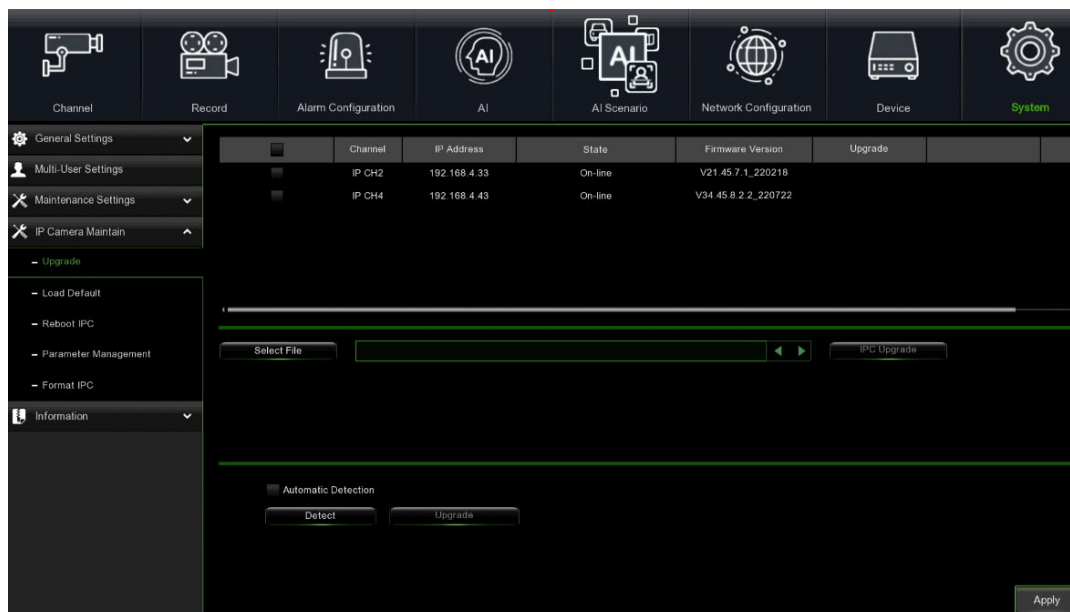 Channel Record Alarm Configuration AI AI Scenario Network Configuration Device System
General Settings
Multi-User Settings
Maintenance Settings
IP Camera Maintain
Upgrade
Load Default
Reboot IPC
Parameter Management
Format IPC
Information
Channel IP Address State Firmware Version Upgrade
IP CH2 192.168.4.33 On-line V21.45.7.1_220218
IP CH4 192.168.4.43 On-line V34.45.8.2.2_220722
Select File IPC Upgrade
Automatic Detection
Detect Upgrade
Apply